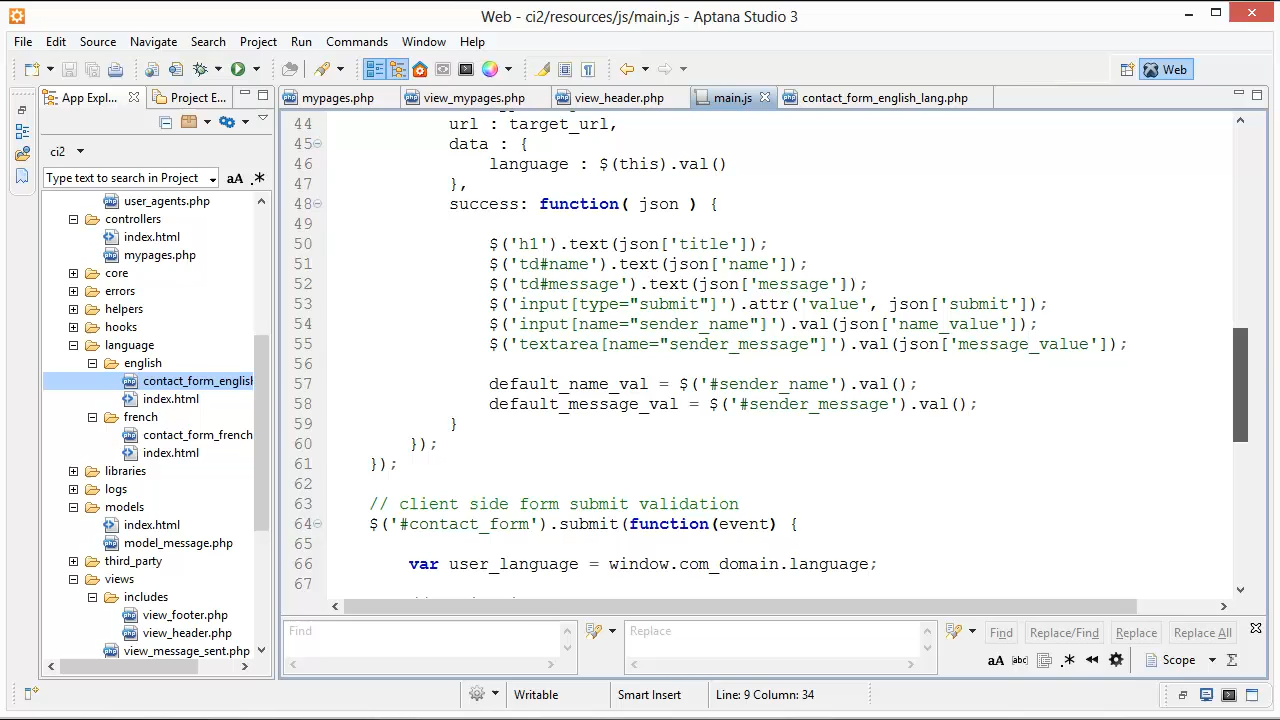 Web - ci2/resources/js/main.js - Aptana Studio 3
File Edit Source Navigate Search Project Run Commands Window Help
Web
App Expl...
Project E...
mypages.php
view_mypages.php
view_header.php
main.js
contact_form_english_lang.php
ci2
Type text to search in Project
aA .*
user_agents.php
controllers
index.html
mypages.php
core
errors
helpers
hooks
language
english
contact_form_english
index.html
french
contact_form_french
index.html
libraries
logs
models
index.html
model_message.php
third_party
views
includes
view_footer.php
view_header.php
view_message_sent.php
44 url : target_url,
45 data : {
46 language : $(this).val()
47 },
48 success: function( json ) {
49
50 $('h1').text(json['title']);
51 $('td#name').text(json['name']);
52 $('td#message').text(json['message']);
53 $('input[type="submit"]').attr('value', json['submit']);
54 $('input[name="sender_name"]').val(json['name_value']);
55 $('textarea[name="sender_message"]').val(json['message_value']);
56
57 default_name_val = $('#sender_name').val();
58 default_message_val = $('#sender_message').val();
59 }
60 });
61 });
62
63 // client side form submit validation
64 $('#contact_form').submit(function(event) {
65
66 var user_language = window.com_domain.language;
67
Find
Replace
Find Replace/Find Replace Replace All
aA abc .* Scope Σ
Writable Smart Insert Line: 9 Column: 34